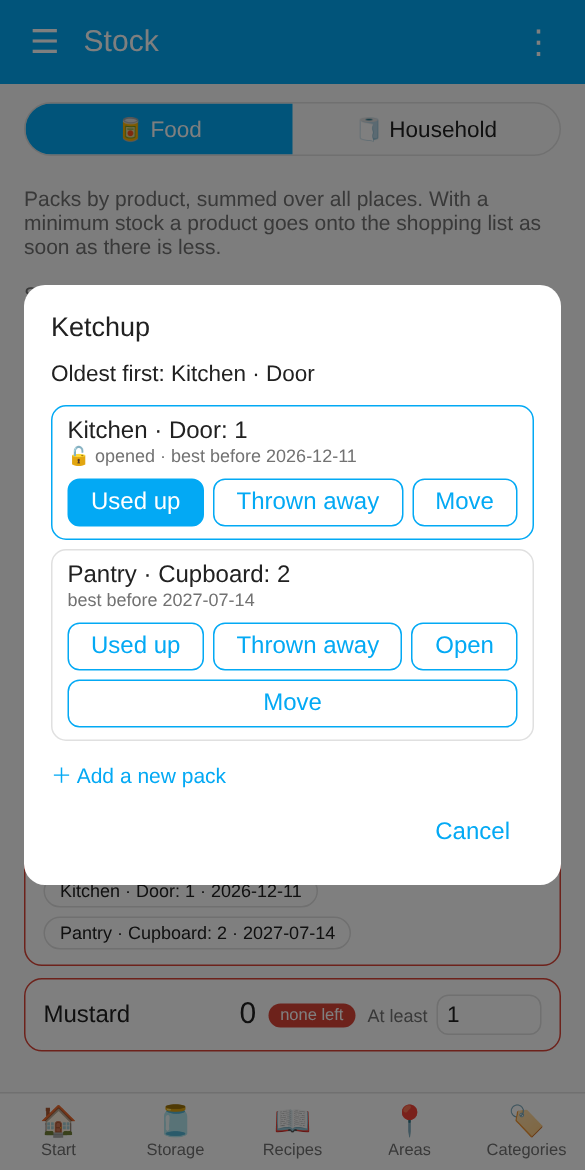 ☰ Stock ⋮
🥫 Food 🧻 Household
Packs by product, summed over all places. With a
minimum stock a product goes onto the shopping list as
soon as there is less.
Ketchup
Oldest first: Kitchen · Door
Kitchen · Door: 1
🔓 opened · best before 2026-12-11
Used up Thrown away Move
Pantry · Cupboard: 2
best before 2027-07-14
Used up Thrown away Open
Move
+ Add a new pack
Cancel
Kitchen · Door: 1 · 2026-12-11
Pantry · Cupboard: 2 · 2027-07-14
Mustard 0 none left At least 1
Start Storage Recipes Areas Categories